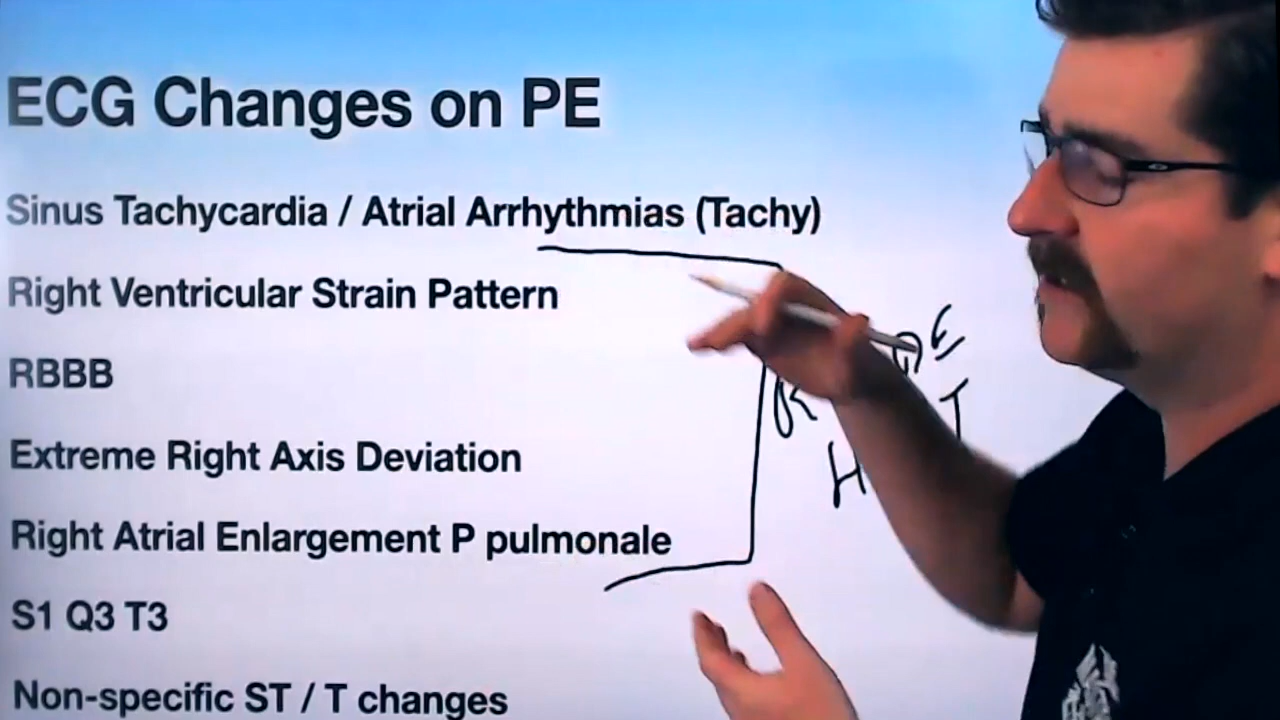 ECG Changes on PE
Sinus Tachycardia / Atrial Arrhythmias (Tachy)
Right Ventricular Strain Pattern
RBBB
Extreme Right Axis Deviation
Right Atrial Enlargement P pulmonale
S1 Q3 T3
Non-specific ST / T changes